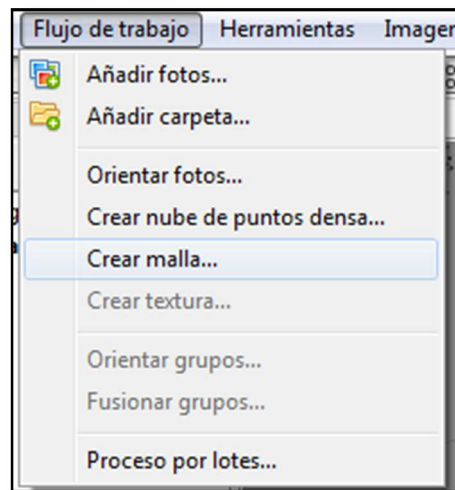 Flujo de trabajo Herramientas Imagen
Añadir fotos...
Añadir carpeta...
Orientar fotos...
Crear nube de puntos densa...
Crear malla...
Crear textura...
Orientar grupos...
Fusionar grupos...
Proceso por lotes...